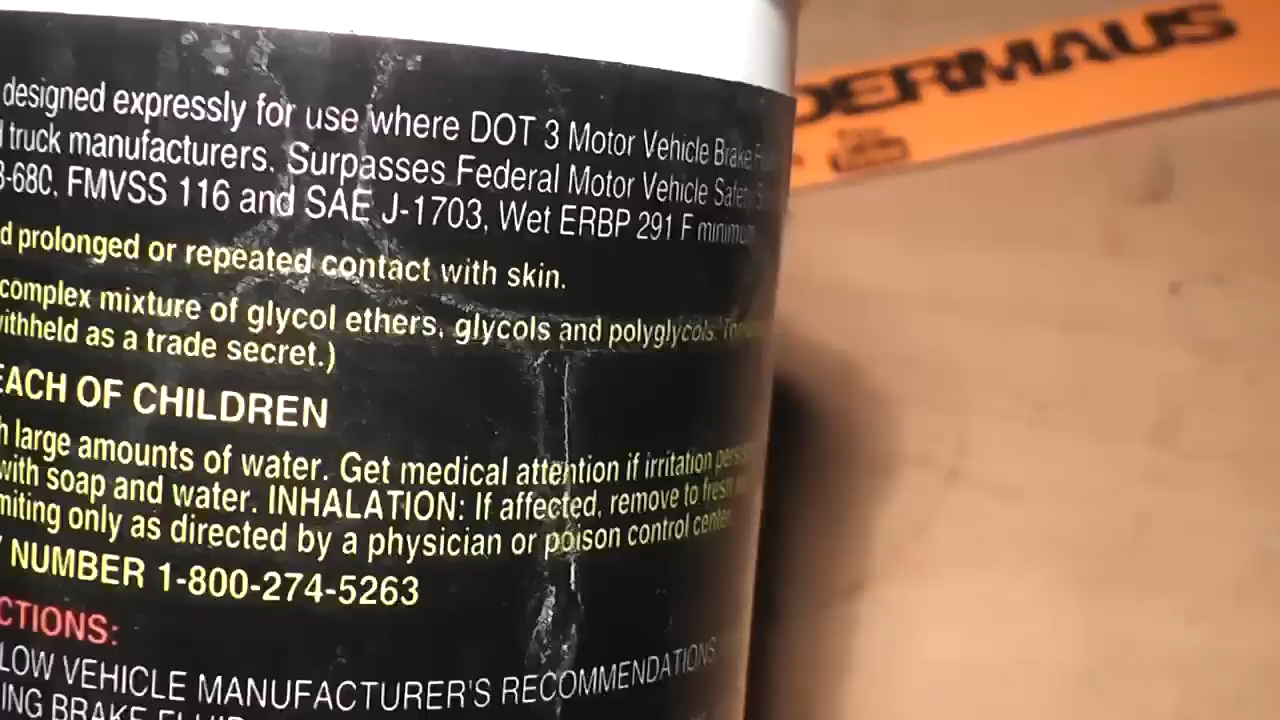 designed expressly for use where DOT 3 Motor Vehicle Brake
truck manufacturers. Surpasses Federal Motor Vehicle Safety
3-68C, FMVSS 116 and SAE J-1703, Wet ERBP 291 F minimum
d prolonged or repeated contact with skin.
complex mixture of glycol ethers, glycols and polyglycols. The
withheld as a trade secret.)
EACH OF CHILDREN
h large amounts of water. Get medical attention if irritation
with soap and water. INHALATION: If affected, remove to fresh
miting only as directed by a physician or poison control center.
NUMBER 1-800-274-5263
CTIONS:
LOW VEHICLE MANUFACTURER'S RECOMMENDATIONS
ING BRAKE FLUID
DERMAUS